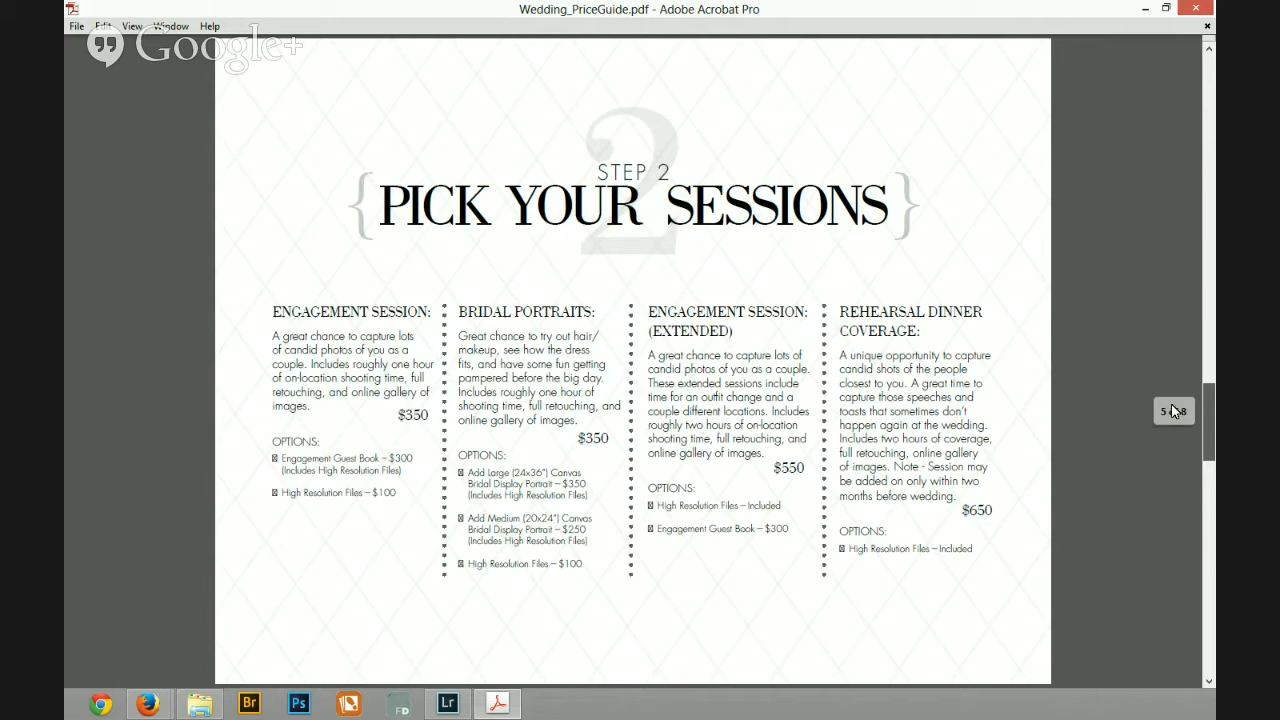 Wedding_PriceGuide.pdf - Adobe Acrobat Pro
File Edit View Window Help
Google+
2
STEP 2
{PICK YOUR SESSIONS}
ENGAGEMENT SESSION:
A great chance to capture lots
of candid photos of you as a
couple. Includes roughly one hour
of on-location shooting time, full
retouching, and online gallery of
images.
$350
OPTIONS:
Engagement Guest Book – $300
(Includes High Resolution Files)
High Resolution Files – $100
BRIDAL PORTRAITS:
Great chance to try out hair/
makeup, see how the dress
fits, and have some fun getting
pampered before the big day.
Includes roughly one hour of
shooting time, full retouching, and
online gallery of images.
$350
OPTIONS:
Add Large (24x36") Canvas
Bridal Display Portrait – $350
(Includes High Resolution Files)
Add Medium (20x24") Canvas
Bridal Display Portrait – $250
(Includes High Resolution Files)
High Resolution Files – $100
ENGAGEMENT SESSION:
(EXTENDED)
A great chance to capture lots of
candid photos of you as a couple.
These extended sessions include
time for an outfit change and a
couple different locations. Includes
roughly two hours of on-location
shooting time, full retouching, and
online gallery of images.
$550
OPTIONS:
High Resolution Files – Included
Engagement Guest Book – $300
REHEARSAL DINNER
COVERAGE:
A unique opportunity to capture
candid shots of the people
closest to you. A great time to
capture those speeches and
toasts that sometimes don't
happen again at the wedding.
Includes two hours of coverage,
full retouching, online gallery
of images. Note - Session may
be added on only within two
months before wedding.
$650
OPTIONS:
High Resolution Files – Included
5 8
Br Ps FD Lr